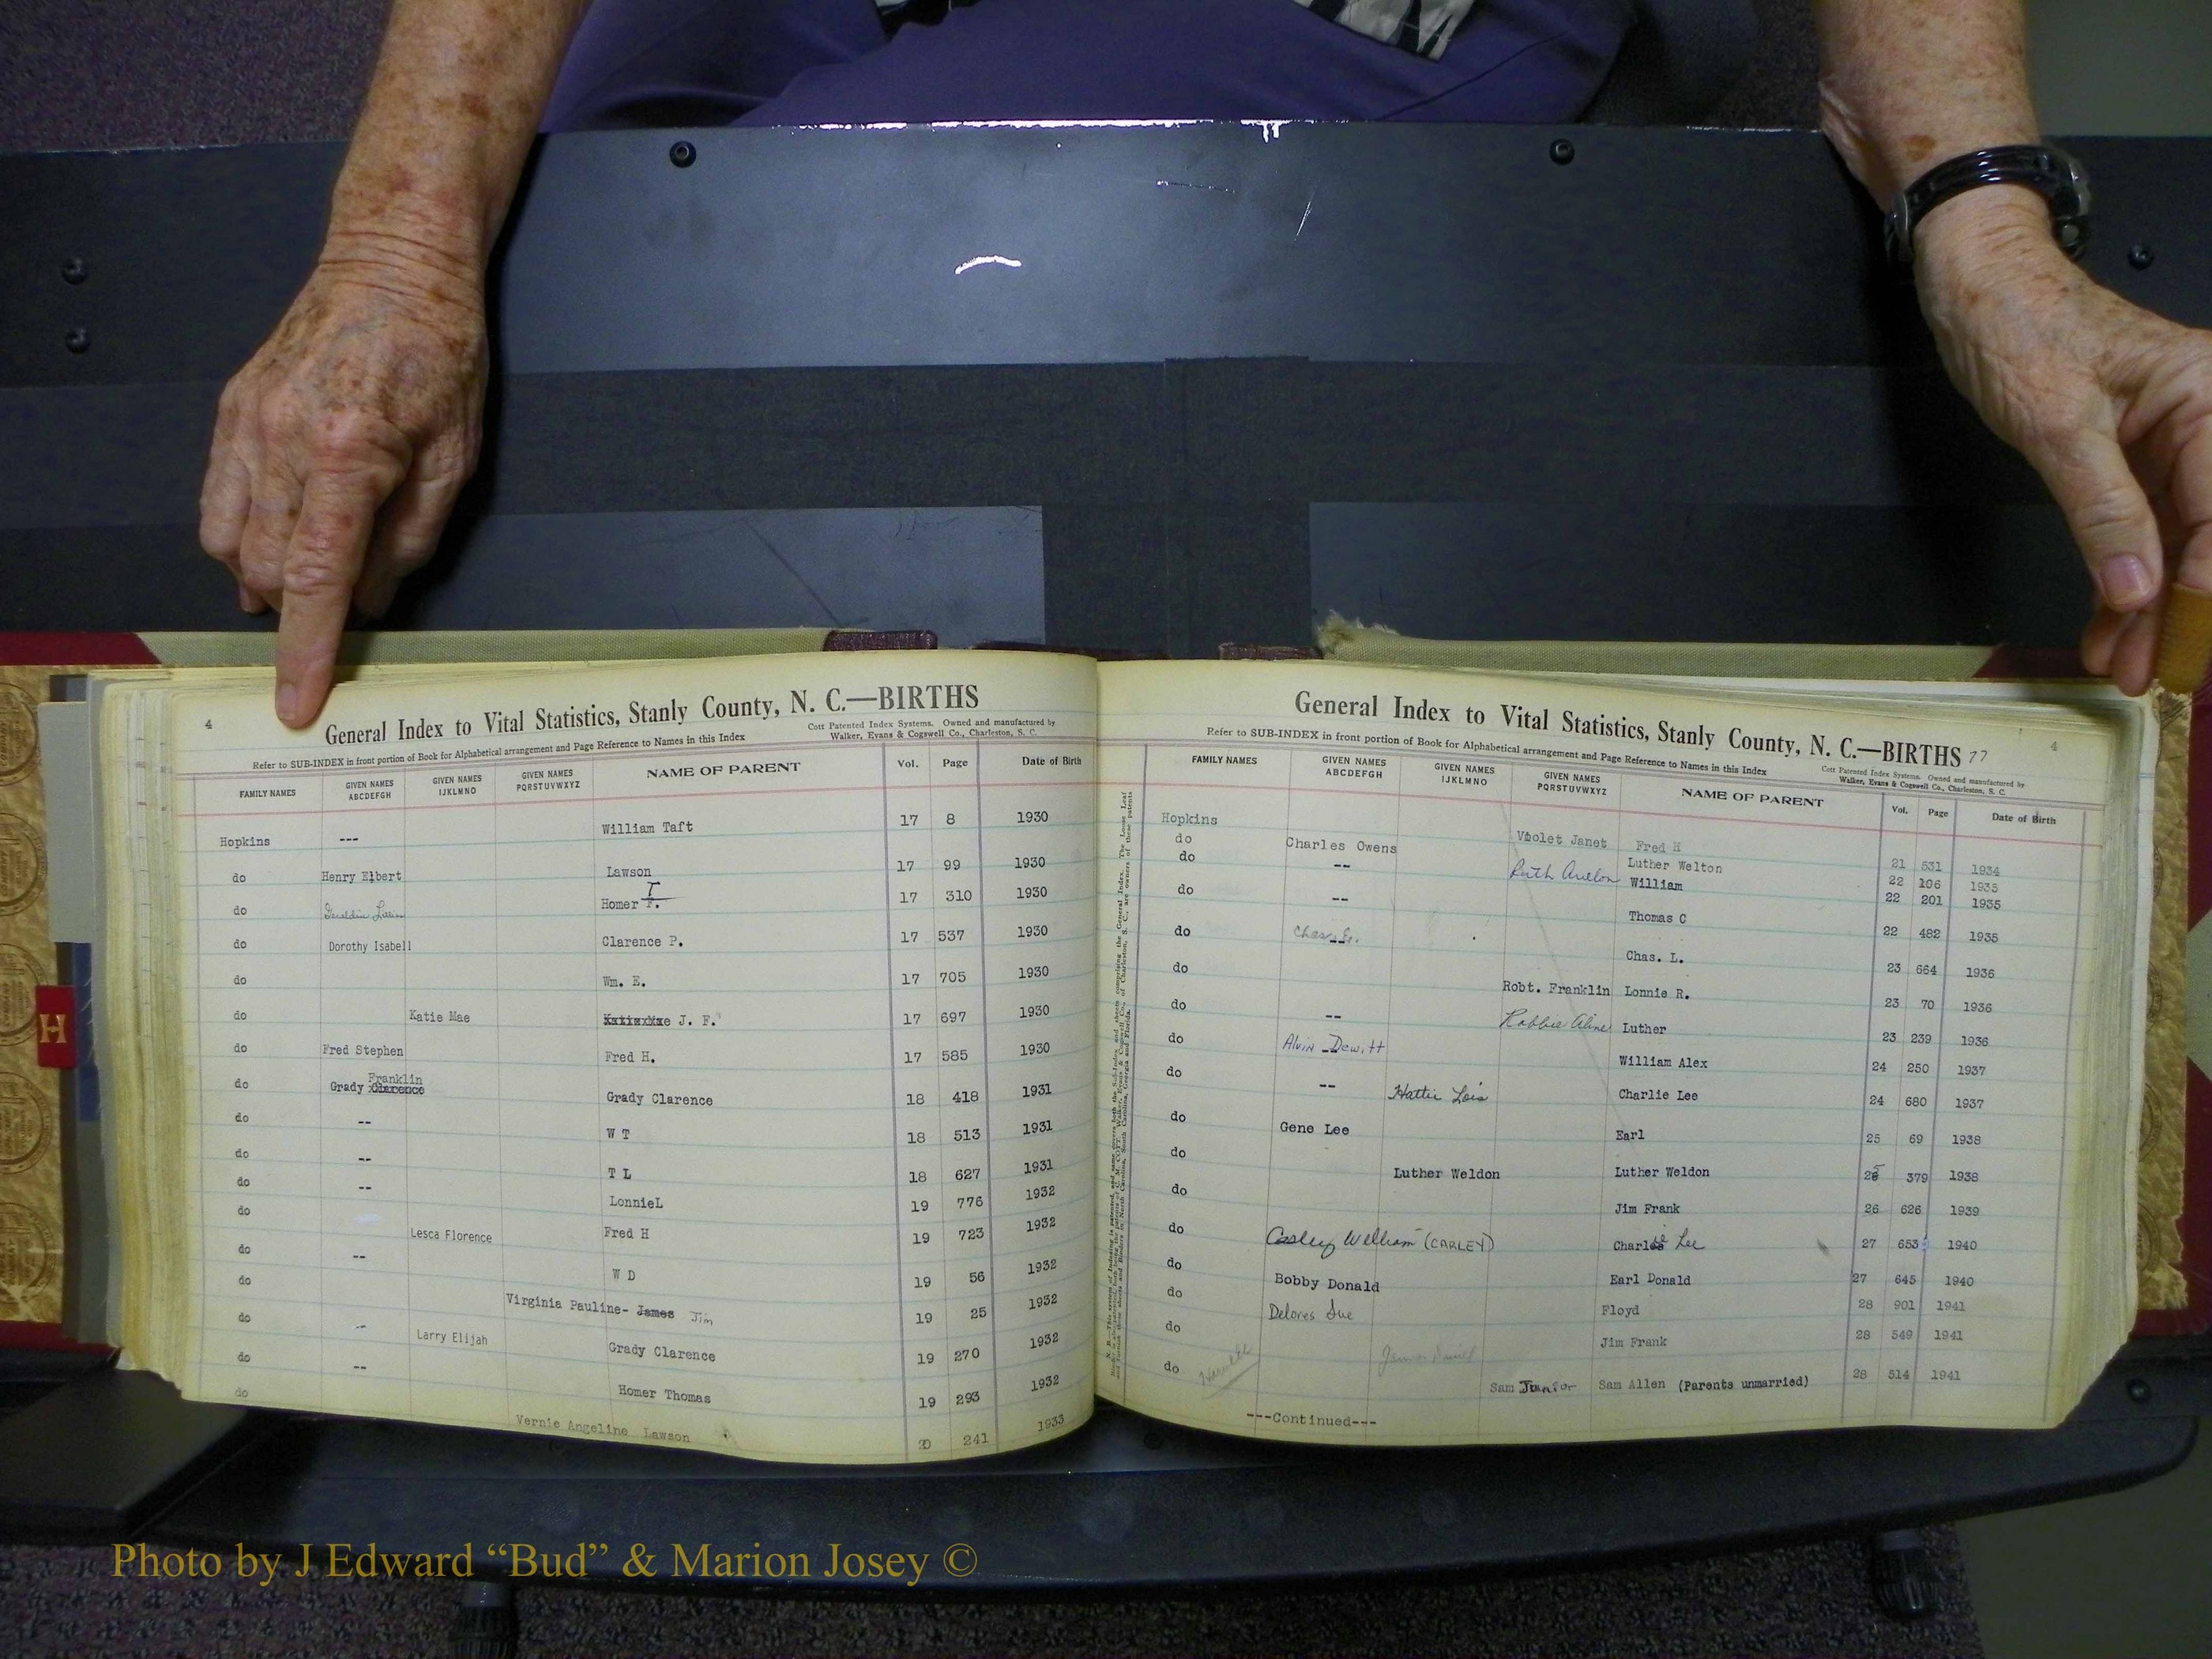 4
General Index to Vital Statistics, Stanly County, N. C.—BIRTHS
Refer to SUB-INDEX in front portion of Book for Alphabetical arrangement and Page Reference to Names in this Index
Cott Patented Index Systems. Owned and manufactured by
Walker, Evans & Cogswell Co., Charleston, S. C.
FAMILY NAMES GIVEN NAMES ABCDEFGH GIVEN NAMES IJKLMNO GIVEN NAMES PQRSTUVWXYZ NAME OF PARENT Vol. Page Date of Birth
Hopkins --- William Taft 17 8 1930
do Henry Elbert Lawson 17 99 1930
do Homer T. 17 310 1930
do Dorothy Isabell Clarence P. 17 537 1930
do Wm. E. 17 705 1930
do Katie Mae J. F. 17 697 1930
do Fred Stephen Fred H. 17 585 1930
do Grady Franklin Clarence Grady Clarence 18 418 1931
do -- W T 18 513 1931
do -- T L 18 627 1931
do -- LonnieL 19 776 1932
do Lesca Florence Fred H 19 723 1932
do -- W D 19 56 1932
do Virginia Pauline- James Jim 19 25 1932
do -- Larry Elijah Grady Clarence 19 270 1932
do -- Homer Thomas 19 293 1932
do Vernie Angeline Lawson 20 241 1933
H
4
General Index to Vital Statistics, Stanly County, N. C.—BIRTHS 77
Refer to SUB-INDEX in front portion of Book for Alphabetical arrangement and Page Reference to Names in this Index
Cott Patented Index Systems. Owned and manufactured by
Walker, Evans & Cogswell Co., Charleston, S. C.
FAMILY NAMES GIVEN NAMES ABCDEFGH GIVEN NAMES IJKLMNO GIVEN NAMES PQRSTUVWXYZ NAME OF PARENT Vol. Page Date of Birth
Hopkins Violet Janet Fred H 21 531 1934
do Charles Owens Luther Welton 22 106 1935
do -- Ruth William 22 201 1935
do -- Thomas C 22 482 1935
do Chas. L. 23 664 1936
do Robt. Franklin Lonnie R. 23 70 1936
do -- Robbie Aline Luther 23 239 1936
do Alvin Dewitt William Alex 24 250 1937
do -- Hattie Lois Charlie Lee 24 680 1937
do Gene Lee Earl 25 69 1938
do Luther Weldon Luther Weldon 25 379 1938
do Jim Frank 26 626 1939
do Casley William (CARLEY) Charlie Lee 27 653 1940
do Bobby Donald Earl Donald 27 645 1940
do Delores Sue Floyd 28 901 1941
do Jim Frank 28 549 1941
do Sam Junior Sam Allen (Parents unmarried) 28 514 1941
---Continued---
Photo by J Edward “Bud” & Marion Josey ©